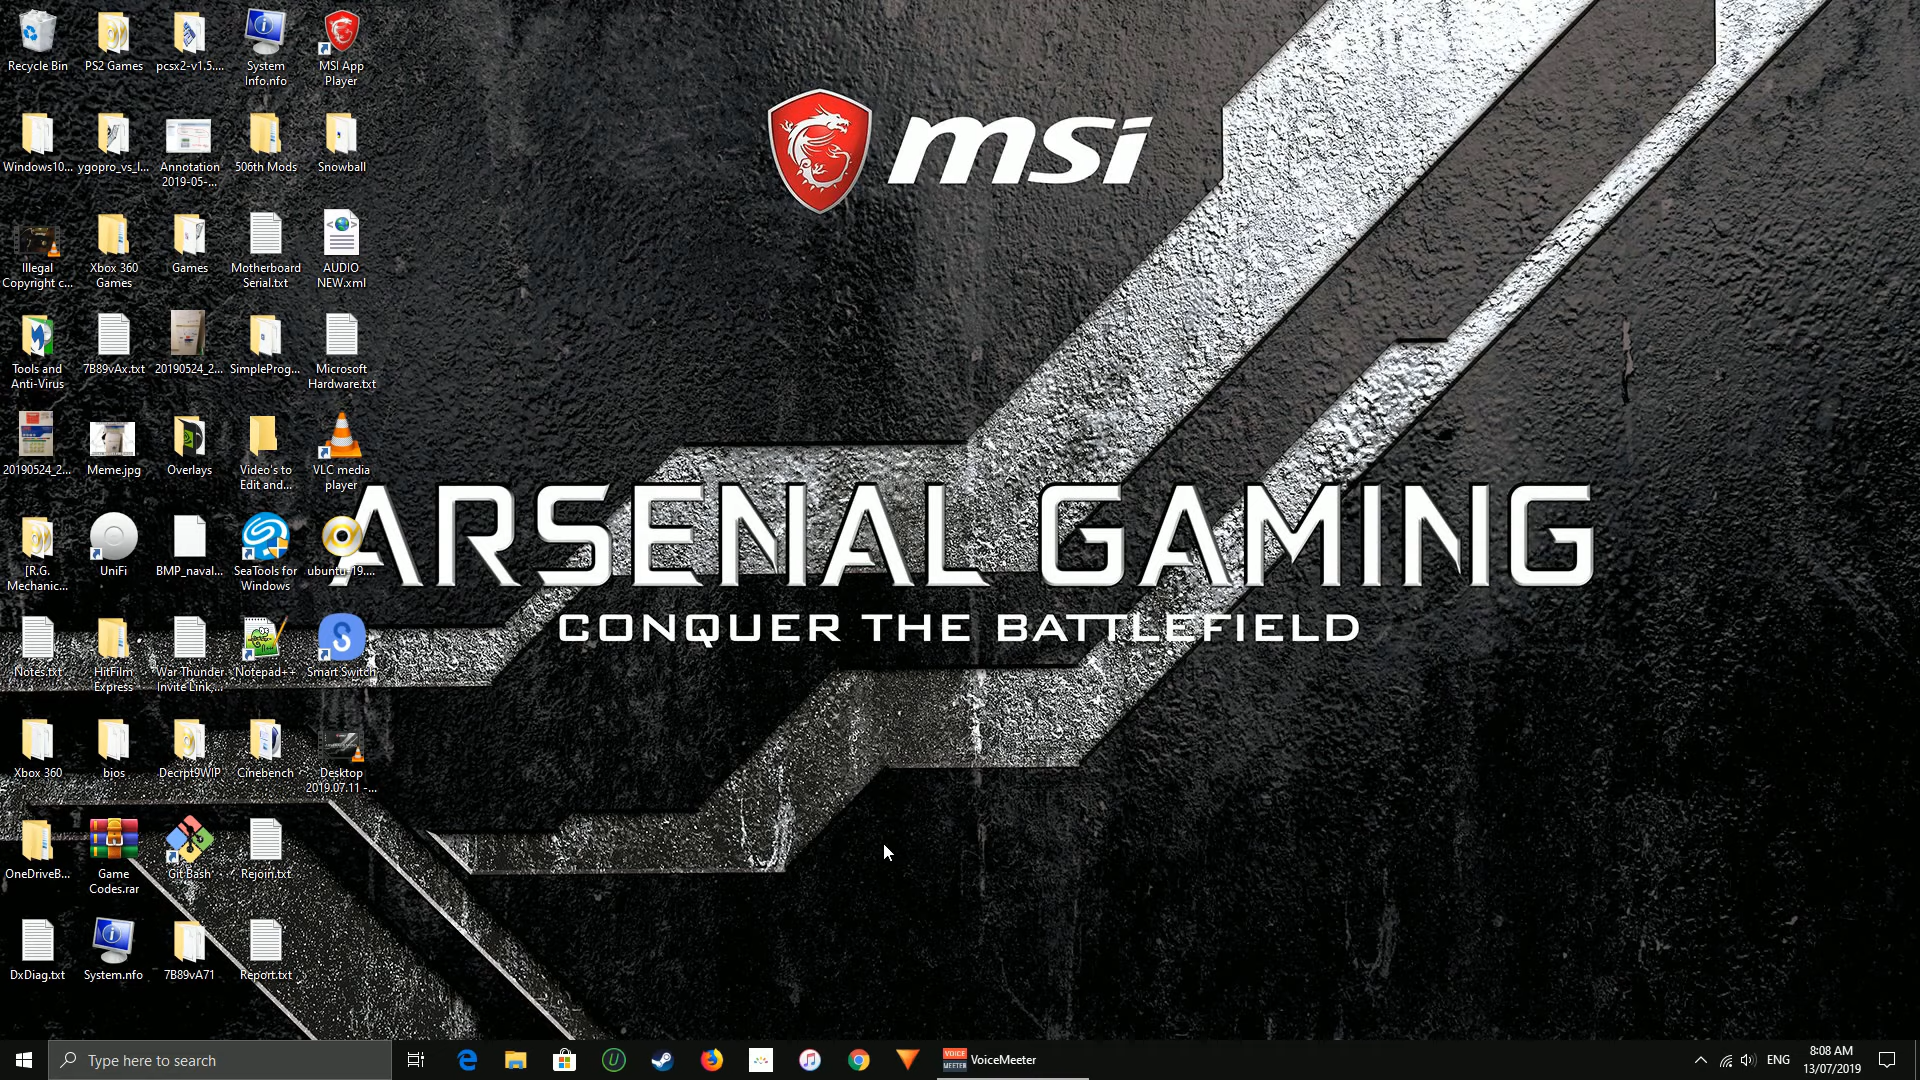 Recycle Bin
PS2 Games
pcsx2-v1.5....
System
Info.nfo
MSI App
Player
Windows10...
ygopro_vs_l...
Annotation
2019-05-...
506th Mods
Snowball
Illegal
Copyright c...
Xbox 360
Games
Games
Motherboard
Serial.txt
AUDIO
NEW.xml
Tools and
Anti-Virus
7B89vAx.txt
20190524_2...
SimpleProg...
Microsoft
Hardware.txt
20190524_2...
Meme.jpg
Overlays
Video's to
Edit and...
VLC media
player
[R.G.
Mechanic...
UniFi
BMP_naval...
SeaTools for
Windows
ubuntu-19....
Notes.txt
HitFilm
Express
War Thunder
Invite Link,...
Notepad++
Smart Switch
Xbox 360
bios
Decrpt9WIP
Cinebench
Desktop
2019.07.11 -...
OneDriveB...
Game
Codes.rar
Git Bash
Rejoin.txt
DxDiag.txt
System.nfo
7B89vA71
Report.txt
msi
ARSENAL GAMING
CONQUER THE BATTLEFIELD
Type here to search
VOICE
MEETER
VoiceMeeter
ENG
8:08 AM
13/07/2019